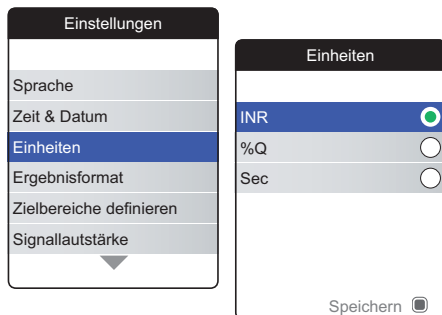 Einstellungen
Sprache
Zeit & Datum
Einheiten
Ergebnisformat
Zielbereiche definieren
Signallautstärke
Einheiten
INR
%Q
Sec
Speichern